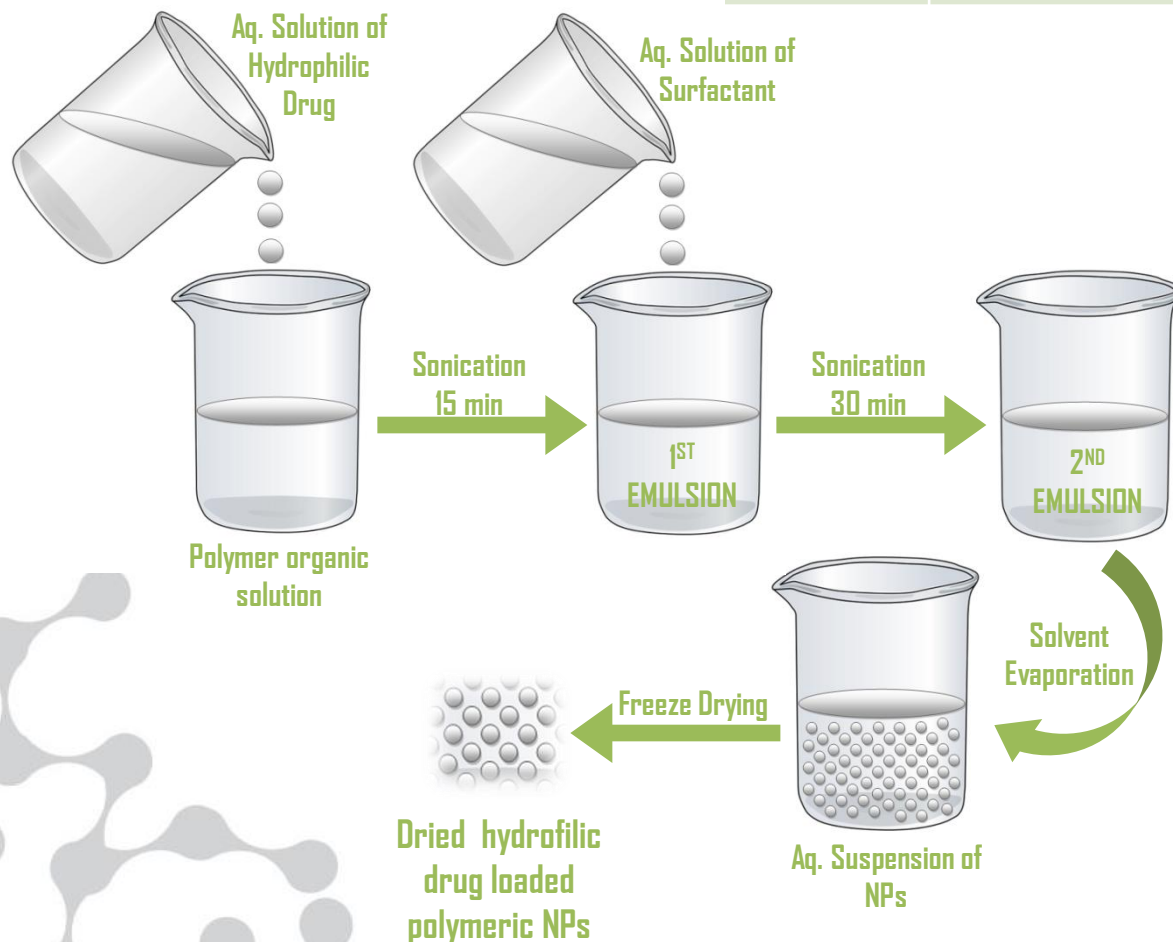 Aq. Solution of
Hydrophilic
Drug
Aq. Solution of
Surfactant
Sonication
15 min
Sonication
30 min
1ST
EMULSION
2ND
EMULSION
Polymer organic
solution
Solvent
Evaporation
Freeze Drying
Dried hydrofilic
drug loaded
polymeric NPs
Aq. Suspension of
NPs